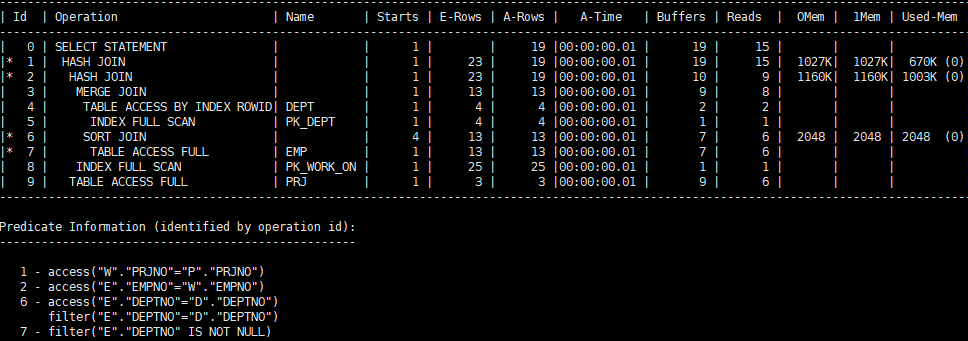 -----------------------------------------------------------------------------------------------------------------------------------------
| Id  | Operation                      | Name       | Starts | E-Rows | A-Rows |   A-Time   | Buffers | Reads  |  OMem |  1Mem | Used-Mem
-----------------------------------------------------------------------------------------------------------------------------------------
|   0 | SELECT STATEMENT               |            |      1 |        |     19 |00:00:00.01 |      19 |     15 |       |       |
|*  1 |  HASH JOIN                     |            |      1 |     23 |     19 |00:00:00.01 |      19 |     15 |  1027K|  1027K|  670K (0)
|*  2 |   HASH JOIN                    |            |      1 |     23 |     19 |00:00:00.01 |      10 |      9 |  1160K|  1160K| 1003K (0)
|   3 |    MERGE JOIN                  |            |      1 |     13 |     13 |00:00:00.01 |       9 |      8 |       |       |
|   4 |     TABLE ACCESS BY INDEX ROWID| DEPT       |      1 |      4 |      4 |00:00:00.01 |       2 |      2 |       |       |
|   5 |      INDEX FULL SCAN           | PK_DEPT    |      1 |      4 |      4 |00:00:00.01 |       1 |      1 |       |       |
|*  6 |     SORT JOIN                  |            |      4 |     13 |     13 |00:00:00.01 |       7 |      6 |  2048 |  2048 | 2048  (0)
|*  7 |      TABLE ACCESS FULL         | EMP        |      1 |     13 |     13 |00:00:00.01 |       7 |      6 |       |       |
|   8 |    INDEX FULL SCAN             | PK_WORK_ON |      1 |     25 |     25 |00:00:00.01 |       1 |      1 |       |       |
|   9 |   TABLE ACCESS FULL            | PRJ        |      1 |      3 |      3 |00:00:00.01 |       9 |      6 |       |       |
-----------------------------------------------------------------------------------------------------------------------------------------
Predicate Information (identified by operation id):
---------------------------------------------------
   1 - access("W"."PRJNO"="P"."PRJNO")
   2 - access("E"."EMPNO"="W"."EMPNO")
   6 - access("E"."DEPTNO"="D"."DEPTNO")
       filter("E"."DEPTNO"="D"."DEPTNO")
   7 - filter("E"."DEPTNO" IS NOT NULL)